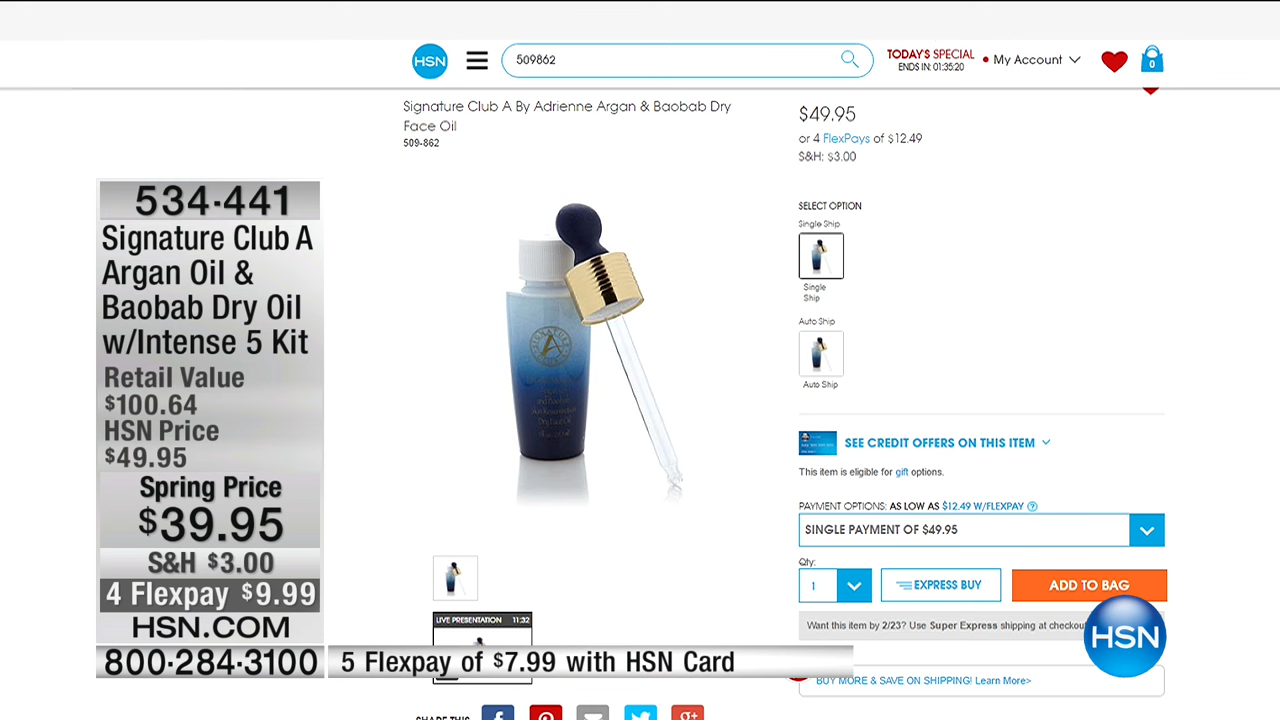 HSN
509862
TODAY'S SPECIAL
ENDS IN: 01:35:20
My Account
0
Signature Club A By Adrienne Argan & Baobab Dry
Face Oil
509-862
$49.95
or 4 FlexPays of $12.49
S&H: $3.00
SELECT OPTION
Single Ship
Single
Ship
Auto Ship
Auto Ship
SEE CREDIT OFFERS ON THIS ITEM
This item is eligible for gift options.
PAYMENT OPTIONS: AS LOW AS $12.49 W/FLEXPAY
SINGLE PAYMENT OF $49.95
Qty:
1
EXPRESS BUY
ADD TO BAG
Want this item by 2/23? Use Super Express shipping at checkou
BUY MORE & SAVE ON SHIPPING! Learn More>
HSN
534-441
Signature Club A
Argan Oil &
Baobab Dry Oil
w/Intense 5 Kit
Retail Value
$100.64
HSN Price
$49.95
Spring Price
$39.95
S&H $3.00
4 Flexpay $9.99
HSN.COM
800-284-3100
5 Flexpay of $7.99 with HSN Card
LIVE PRESENTATION 11:32
SHARE THIS